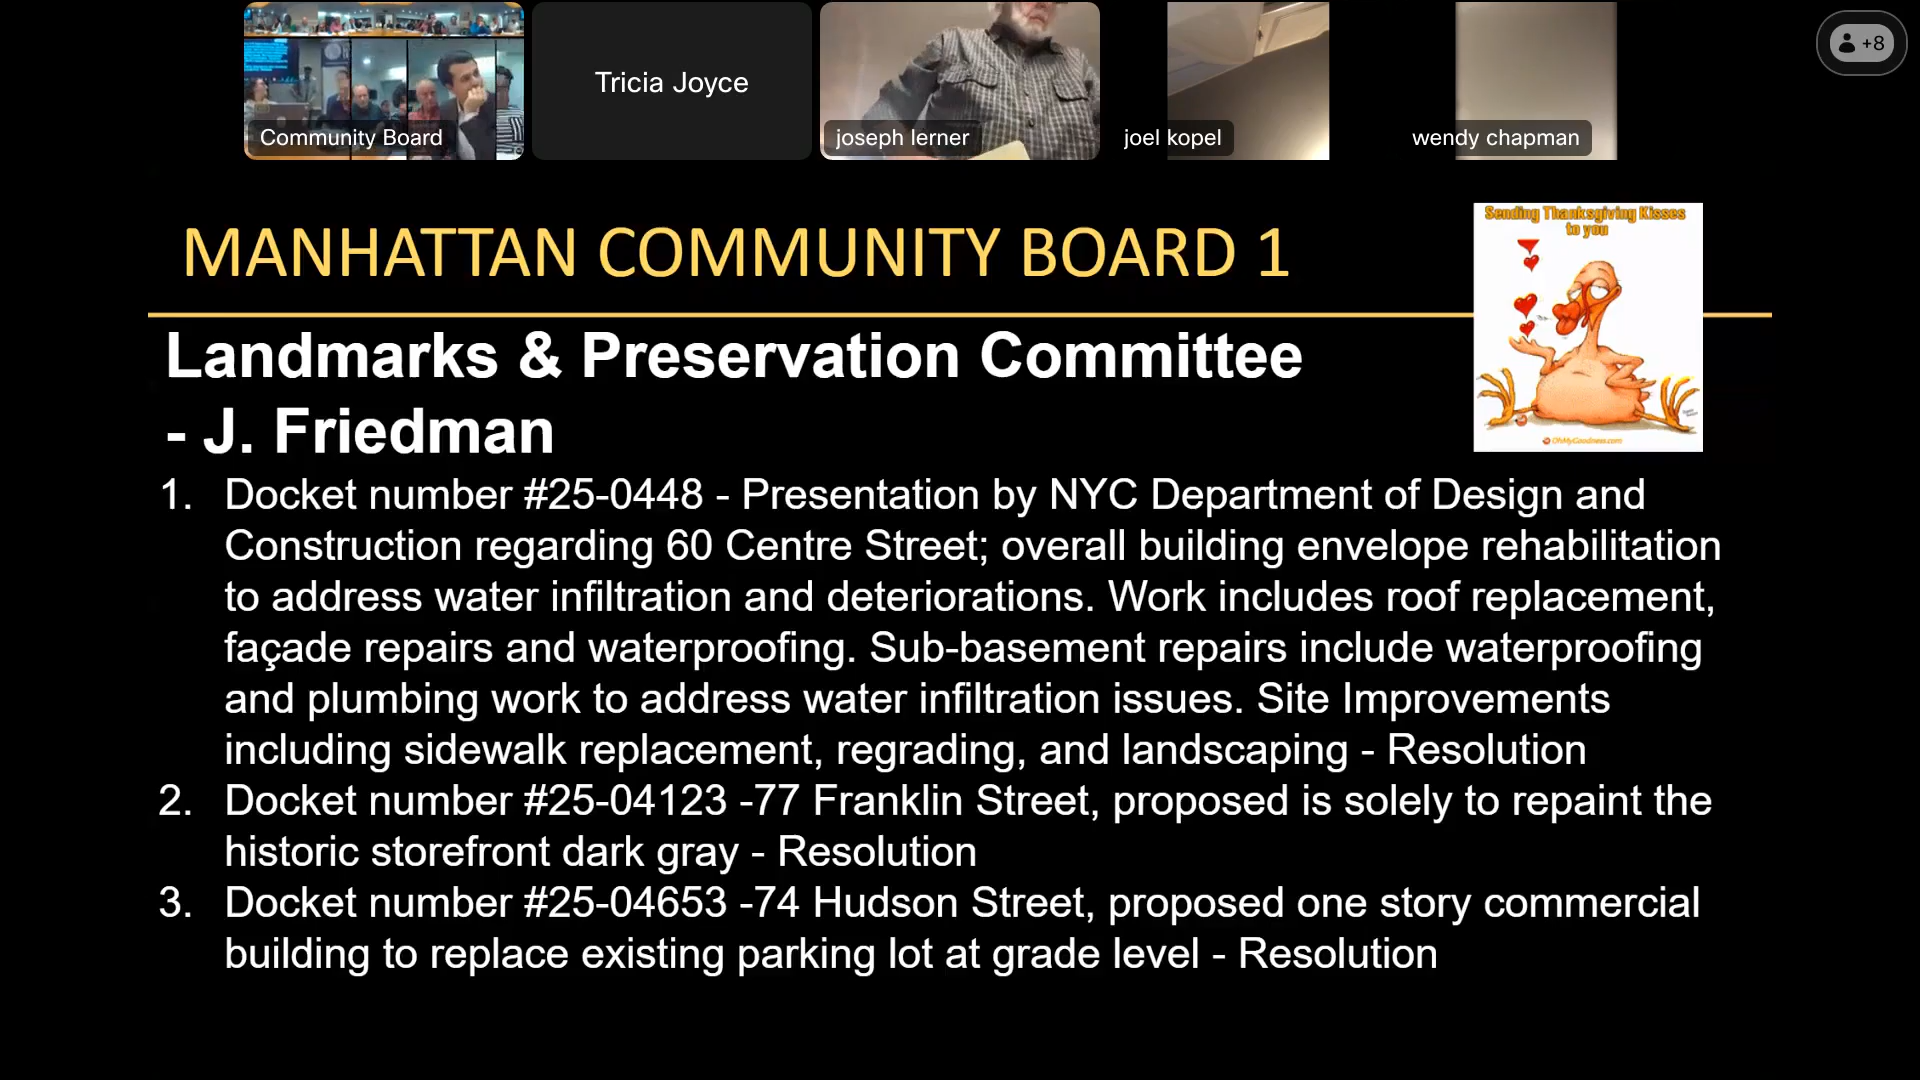 Tricia Joyce
+8
Community Board
joseph lerner
joel kopel
wendy chapman
Sending Thanksgiving Kisses
to you
MANHATTAN COMMUNITY BOARD 1
Landmarks & Preservation Committee
- J. Friedman
OhMyGoodness.com
1. Docket number #25-0448 - Presentation by NYC Department of Design and
Construction regarding 60 Centre Street; overall building envelope rehabilitation
to address water infiltration and deteriorations. Work includes roof replacement,
façade repairs and waterproofing. Sub-basement repairs include waterproofing
and plumbing work to address water infiltration issues. Site Improvements
including sidewalk replacement, regrading, and landscaping - Resolution
2. Docket number #25-04123 -77 Franklin Street, proposed is solely to repaint the
historic storefront dark gray - Resolution
3. Docket number #25-04653 -74 Hudson Street, proposed one story commercial
building to replace existing parking lot at grade level - Resolution